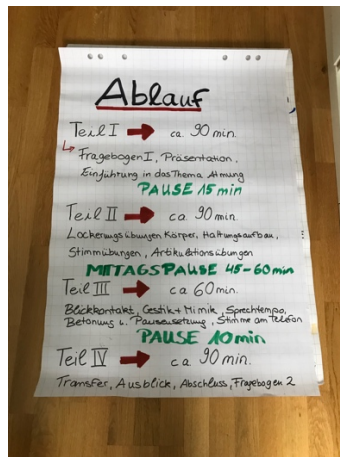 Ablauf
Teil I → ca. 90 min.
↳ Fragebogen I, Präsentation,
Einführung in das Thema Atmung
PAUSE 15 min
Teil II → ca. 90 min.
Lockerungsübungen Körper, Haltungsaufbau,
Stimmübungen, Artikulationsübungen
MITTAGSPAUSE 45-60 min
Teil III → ca. 60 min.
Blickkontakt, Gestik + Mimik, Sprechtempo,
Betonung u. Pausensetzung, Stimme am Telefon
PAUSE 10 min
Teil IV → ca. 90 min.
Transfer, Ausblick, Abschluss, Fragebogen 2